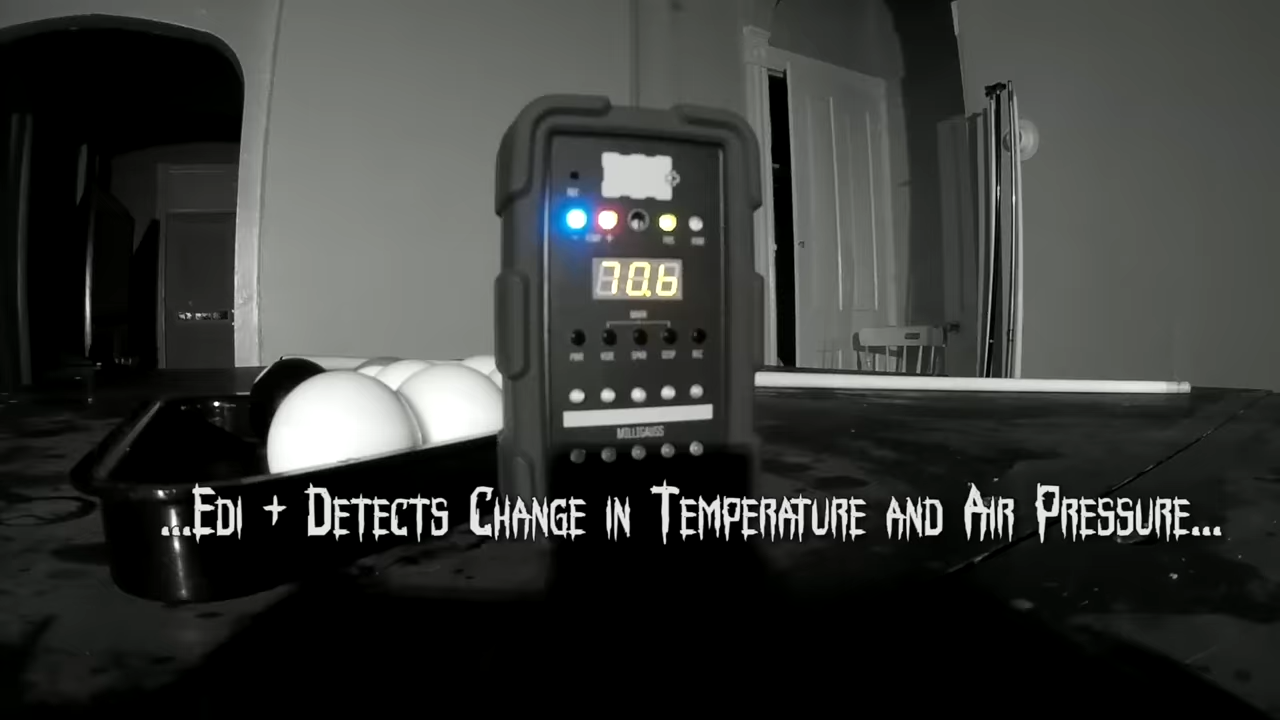 70.6
MILLIGAUSS
...Edi + Detects Change in Temperature and Air Pressure...